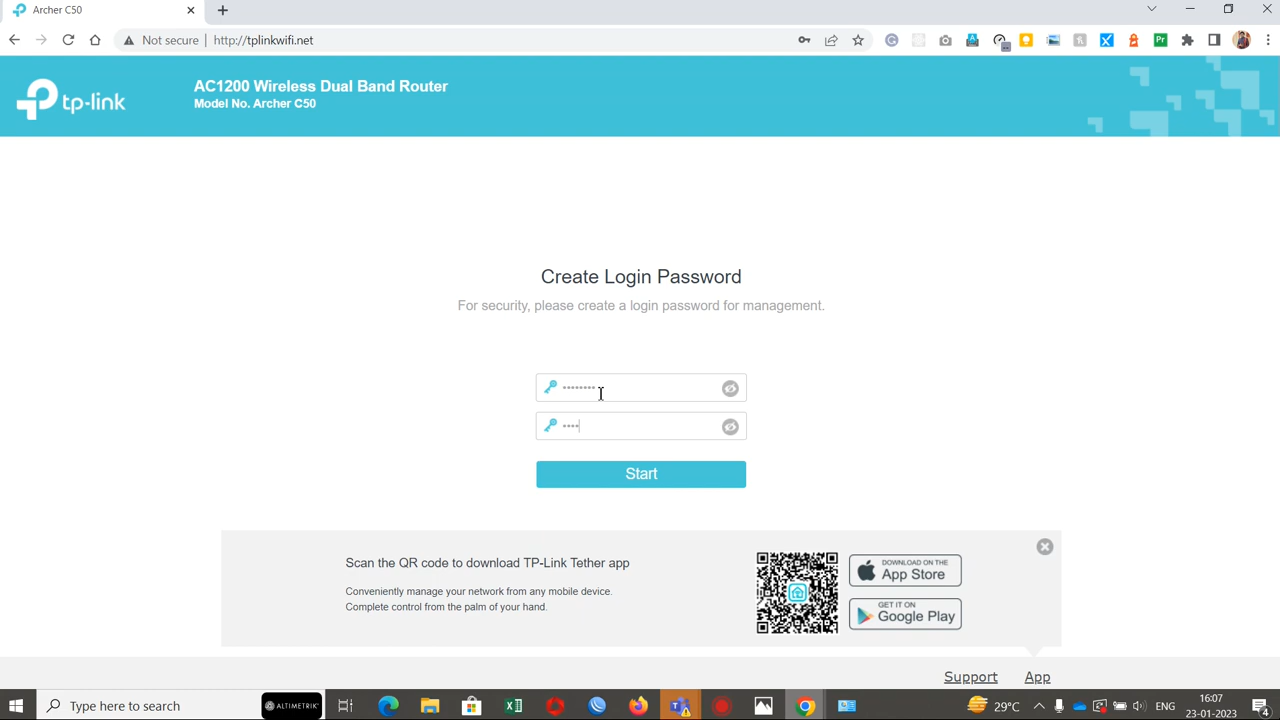 Archer C50
Not secure | http://tplinkwifi.net
tp-link
AC1200 Wireless Dual Band Router
Model No. Archer C50
Create Login Password
For security, please create a login password for management.
Start
Scan the QR code to download TP-Link Tether app
Conveniently manage your network from any mobile device.
Complete control from the palm of your hand.
DOWNLOAD ON THE
App Store
GET IT ON
Google Play
Support App
Type here to search
ALTIMETRIK
29°C
ENG
16:07
23-01-2023
4